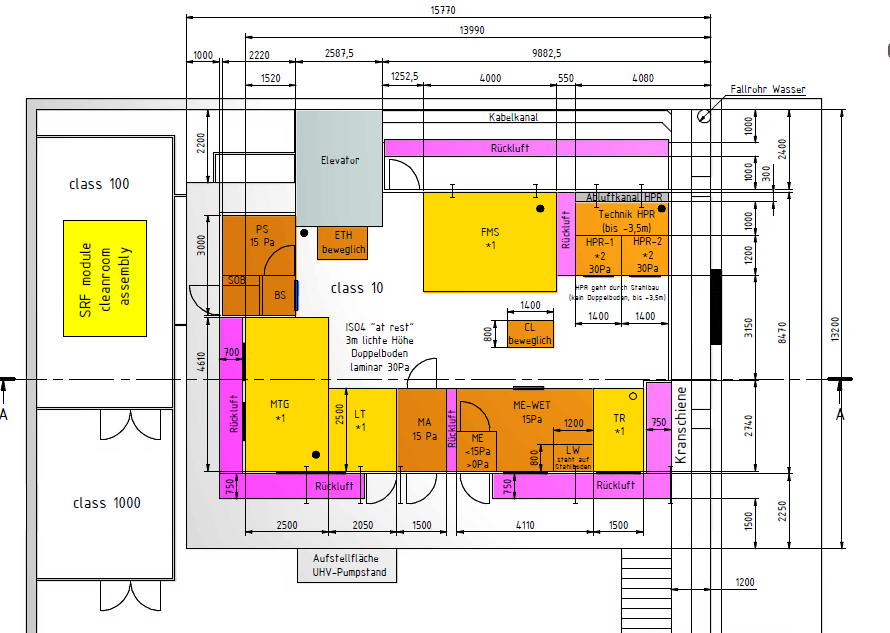 15770
13990
1000
2220
2587,5
9882,5
1520
1252,5
4000
550
4080
Fallrohr Wasser
Kabelkanal
Rückluft
2200
Elevator
1000
1000
2400
300
class 100
Abluftkanal HPR
PS
15 Pa
3000
ETH
beweglich
FMS
*1
Rückluft
Technik HPR
(bis -3,5m)
HPR-1
*2
30Pa
HPR-2
*2
30Pa
1000
1200
SRF module
cleanroom
assembly
SOB
BS
class 10
HPR geht durch Stahlbau
(kein Doppelboden, bis -3,5m)
1400
1400
1400
800
CL
beweglich
ISO4 "at rest"
3m lichte Höhe
Doppelboden
laminar 30Pa
3150
8470
13200
4610
700
A
A
Rückluft
MTG
*1
2500
LT
*1
MA
15 Pa
Rückluft
ME-WET
15Pa
ME
<15Pa
>0Pa
1200
800
LW
steht auf
Stahlboden
TR
*1
750
Kranschiene
2740
class 1000
750
Rückluft
750
Rückluft
2500
2050
1500
4110
1500
1500
2250
Aufstellfläche
UHV-Pumpstand
1200